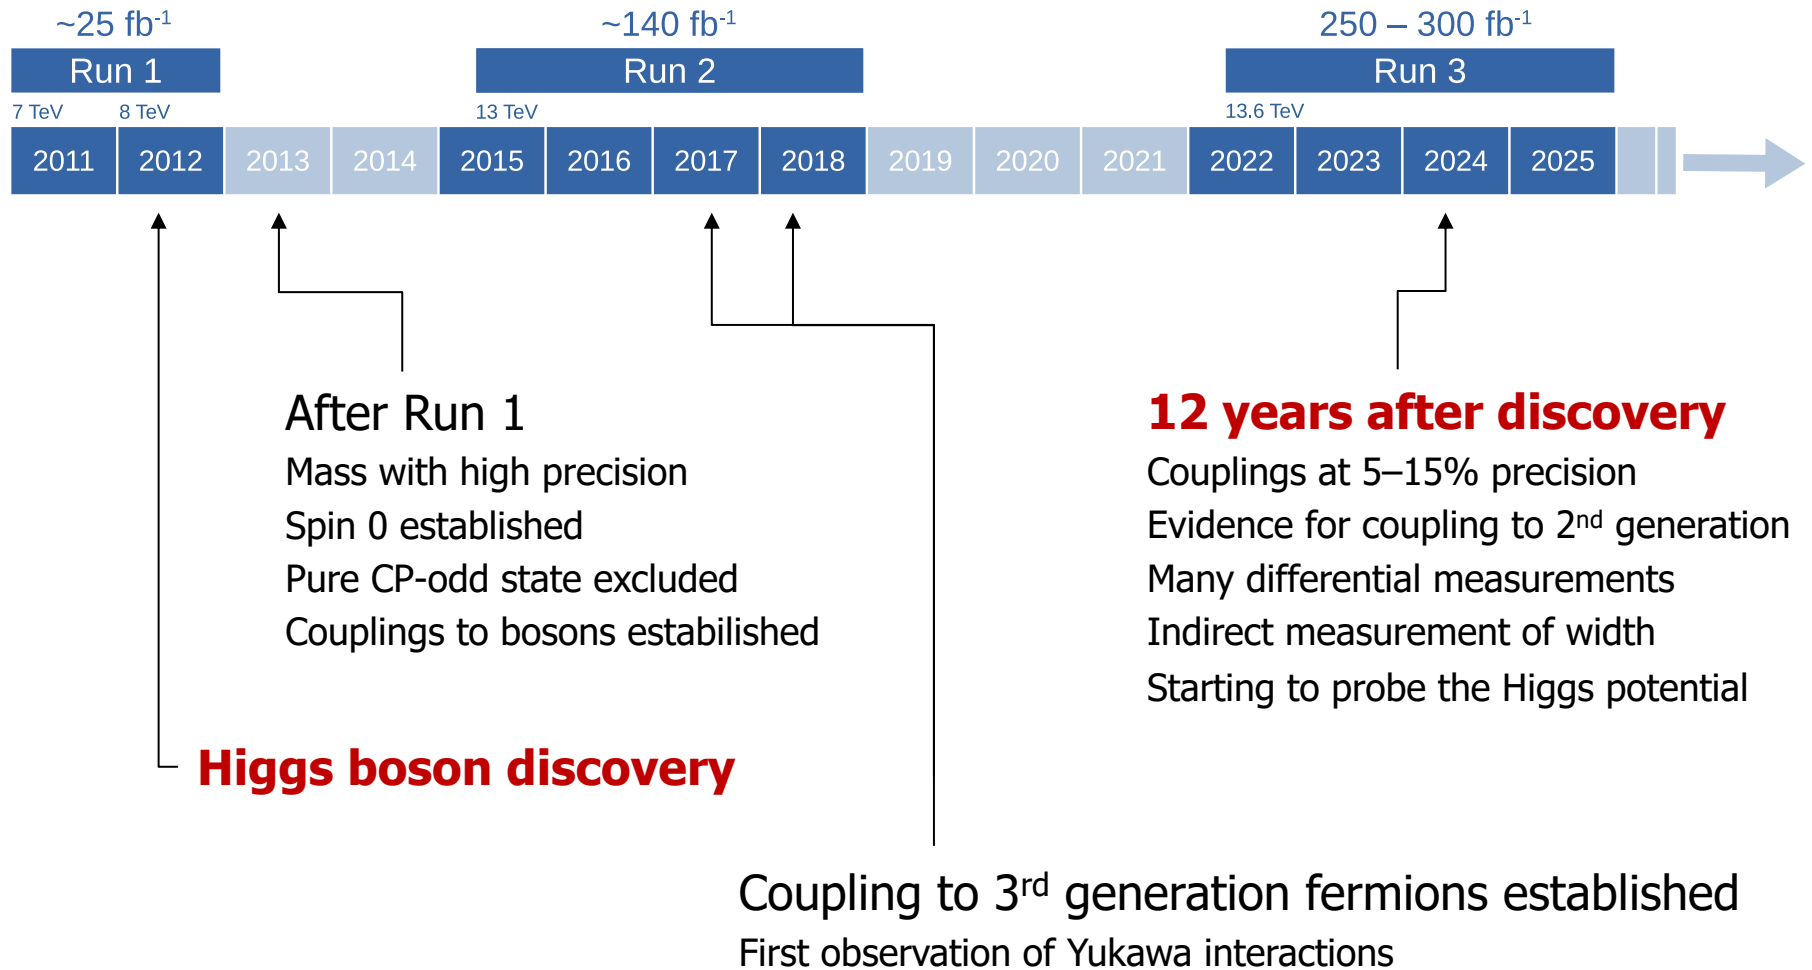 ~25 fb-1 ~140 fb-1 250 – 300 fb-1
Run 1 Run 2 Run 3
7 TeV 8 TeV 13 TeV 13.6 TeV
2011 2012 2013 2014 2015 2016 2017 2018 2019 2020 2021 2022 2023 2024 2025
After Run 1
Mass with high precision
Spin 0 established
Pure CP-odd state excluded
Couplings to bosons estabilished
12 years after discovery
Couplings at 5–15% precision
Evidence for coupling to 2nd generation
Many differential measurements
Indirect measurement of width
Starting to probe the Higgs potential
Higgs boson discovery
Coupling to 3rd generation fermions established
First observation of Yukawa interactions